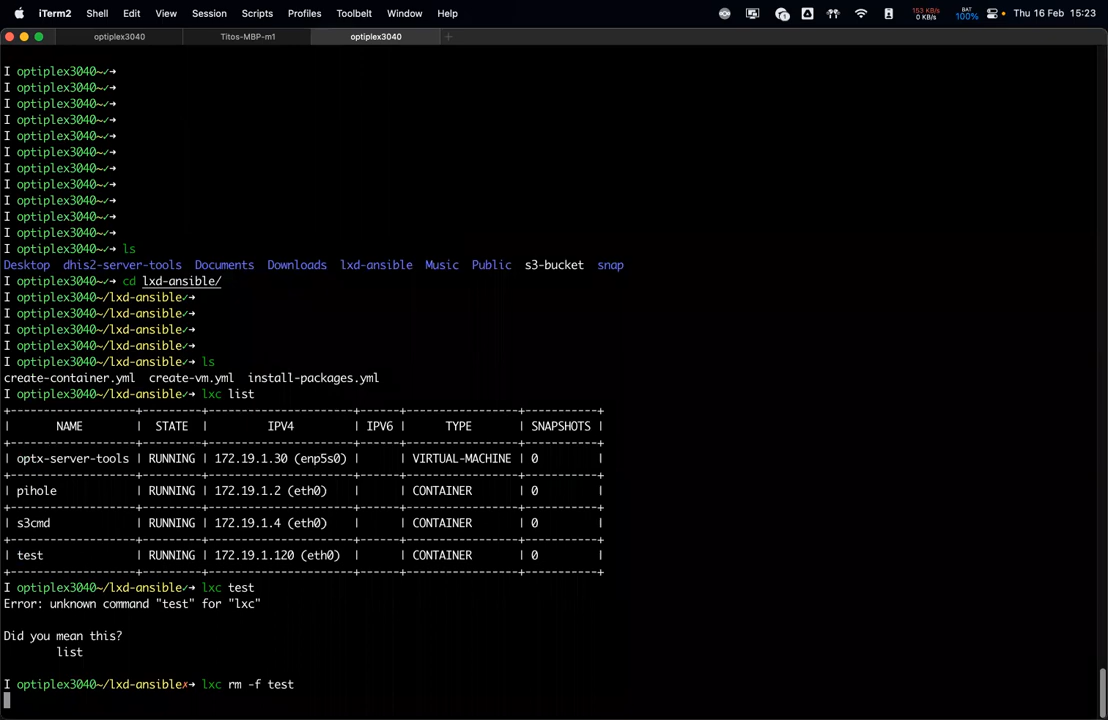 iTerm2 Shell Edit View Session Scripts Profiles Toolbelt Window Help 153 KB/s 0 KB/s BAT 100% Thu 16 Feb 15:23
optiplex3040 Titos-MBP-m1 optiplex3040 +
I optiplex3040~✓➜
I optiplex3040~✓➜
I optiplex3040~✓➜
I optiplex3040~✓➜
I optiplex3040~✓➜
I optiplex3040~✓➜
I optiplex3040~✓➜
I optiplex3040~✓➜
I optiplex3040~✓➜
I optiplex3040~✓➜
I optiplex3040~✓➜
I optiplex3040~✓➜ ls
Desktop dhis2-server-tools Documents Downloads lxd-ansible Music Public s3-bucket snap
I optiplex3040~✓➜ cd lxd-ansible/
I optiplex3040~/lxd-ansible✓➜
I optiplex3040~/lxd-ansible✓➜
I optiplex3040~/lxd-ansible✓➜
I optiplex3040~/lxd-ansible✓➜
I optiplex3040~/lxd-ansible✓➜ ls
create-container.yml create-vm.yml install-packages.yml
I optiplex3040~/lxd-ansible✓➜ lxc list
+-----------------+---------+---------------------+------+-----------------+-----------+
| NAME | STATE | IPV4 | IPV6 | TYPE | SNAPSHOTS |
+-----------------+---------+---------------------+------+-----------------+-----------+
| optx-server-tools | RUNNING | 172.19.1.30 (enp5s0) | | VIRTUAL-MACHINE | 0 |
+-----------------+---------+---------------------+------+-----------------+-----------+
| pihole | RUNNING | 172.19.1.2 (eth0) | | CONTAINER | 0 |
+-----------------+---------+---------------------+------+-----------------+-----------+
| s3cmd | RUNNING | 172.19.1.4 (eth0) | | CONTAINER | 0 |
+-----------------+---------+---------------------+------+-----------------+-----------+
| test | RUNNING | 172.19.1.120 (eth0) | | CONTAINER | 0 |
+-----------------+---------+---------------------+------+-----------------+-----------+
I optiplex3040~/lxd-ansible✓➜ lxc test
Error: unknown command "test" for "lxc"
Did you mean this?
list
I optiplex3040~/lxd-ansible✗➜ lxc rm -f test